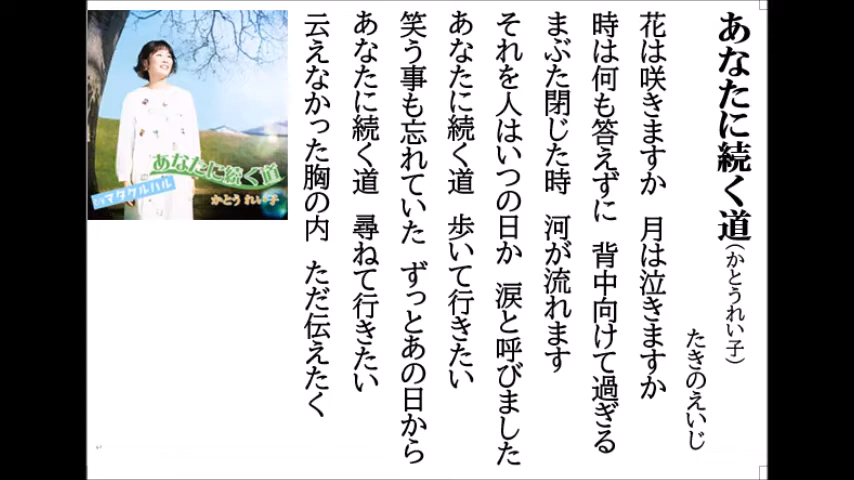 あなたに続く道(かとうれい子)
たきのえいじ
花は咲きますか 月は泣きますか
時は何も答えずに 背中向けて過ぎる
まぶた閉じた時 河が流れます
それを人はいつの日か 涙と呼びました
あなたに続く道 歩いて行きたい
笑う事も忘れていた ずっとあの日から
あなたに続く道 尋ねて行きたい
云えなかった胸の内 ただ伝えたく
あなたに続く道
マタクルハル
かとうれい子